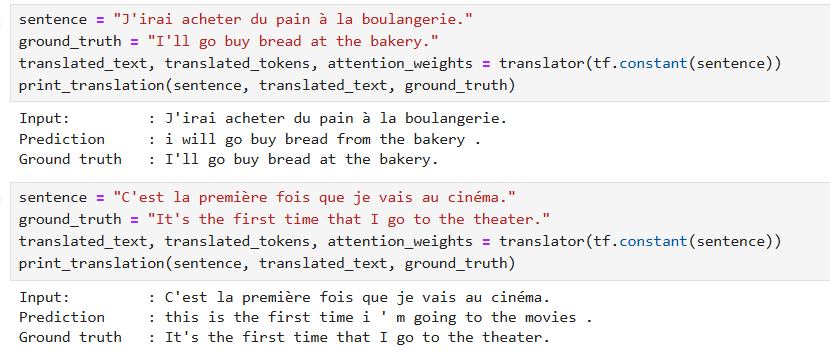 sentence = "J'irai acheter du pain à la boulangerie."
ground_truth = "I'll go buy bread at the bakery."
translated_text, translated_tokens, attention_weights = translator(tf.constant(sentence))
print_translation(sentence, translated_text, ground_truth)
Input:         : J'irai acheter du pain à la boulangerie.
Prediction     : i will go buy bread from the bakery .
Ground truth   : I'll go buy bread at the bakery.
sentence = "C'est la première fois que je vais au cinéma."
ground_truth = "It's the first time that I go to the theater."
translated_text, translated_tokens, attention_weights = translator(tf.constant(sentence))
print_translation(sentence, translated_text, ground_truth)
Input:         : C'est la première fois que je vais au cinéma.
Prediction     : this is the first time i ' m going to the movies .
Ground truth   : It's the first time that I go to the theater.